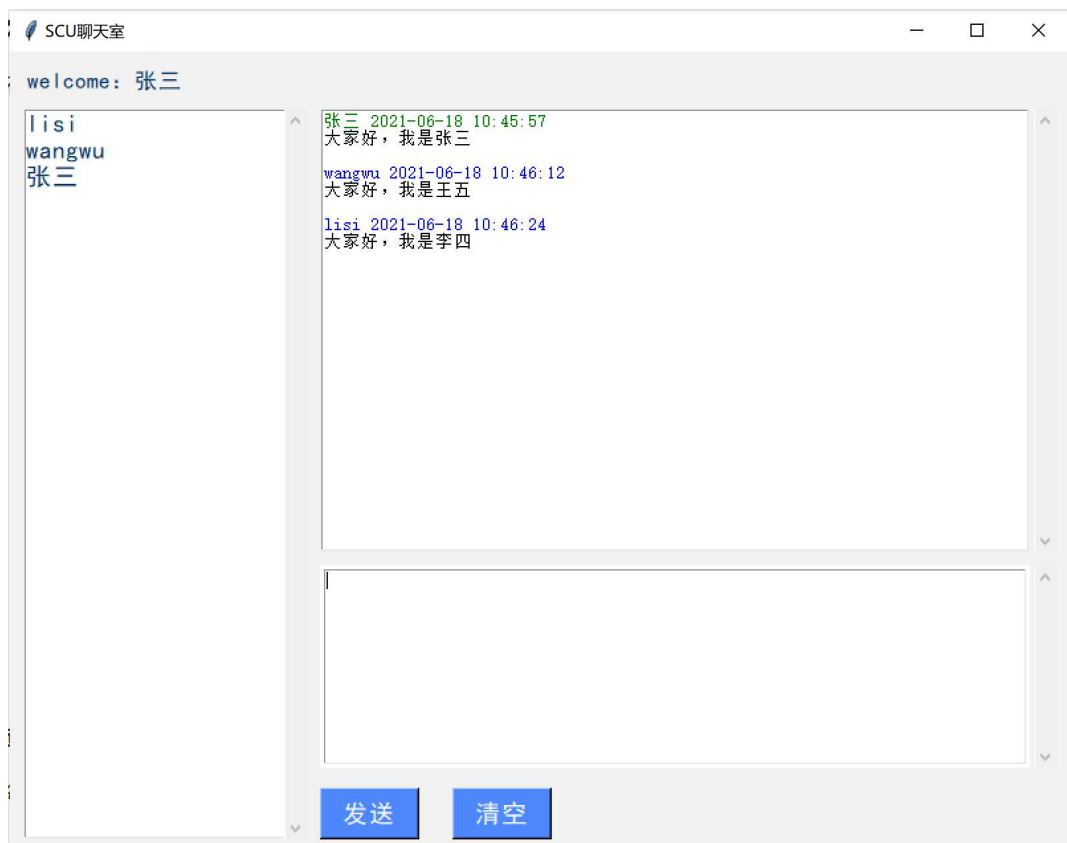 SCU聊天室
welcome：张三
lisi
wangwu
张三
张三 2021-06-18 10:45:57
大家好，我是张三
wangwu 2021-06-18 10:46:12
大家好，我是王五
lisi 2021-06-18 10:46:24
大家好，我是李四
发送
清空